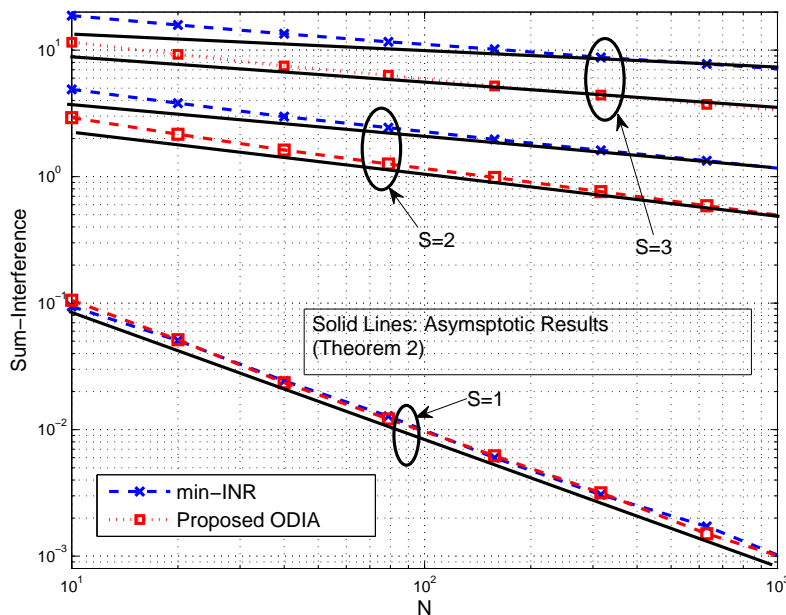 10^1
10^0
10^-1
10^-2
10^-3
Sum-Interference
S=2
S=3
Solid Lines: Asymsptotic Results
(Theorem 2)
S=1
min-INR
Proposed ODIA
10^1
10^2
10^3
N